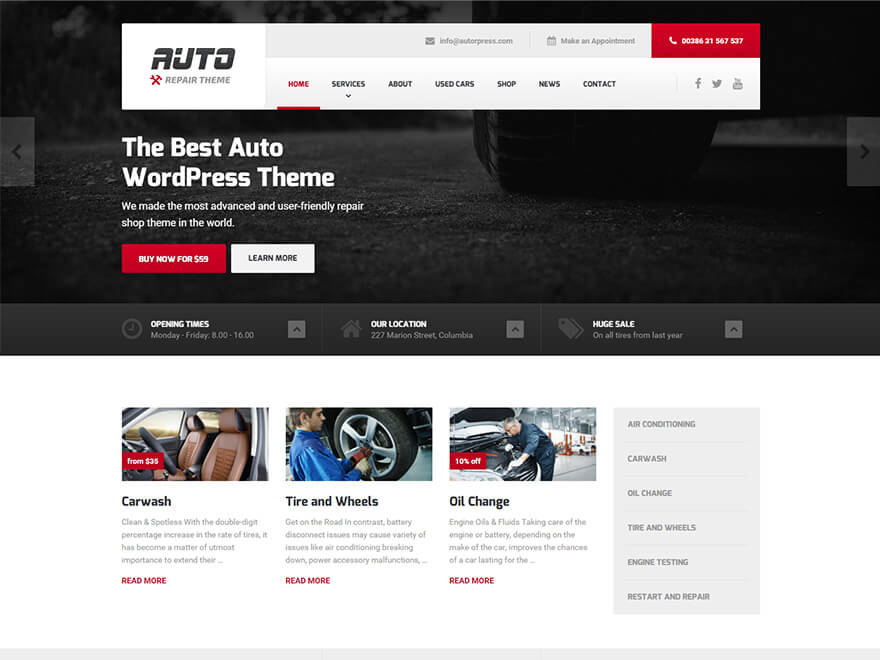 AUTO
REPAIR THEME
info@autorpress.com
Make an Appointment
00386 31 567 537
HOME
SERVICES
ABOUT
USED CARS
SHOP
NEWS
CONTACT
The Best Auto
WordPress Theme
We made the most advanced and user-friendly repair
shop theme in the world.
BUY NOW FOR $59
LEARN MORE
OPENING TIMES
Monday - Friday: 8.00 - 16.00
OUR LOCATION
227 Marion Street, Columbia
HUGE SALE
On all tires from last year
from $35
Carwash
Clean & Spotless With the double-digit
percentage increase in the rate of tires, it
has become a matter of utmost
importance to extend their ...
READ MORE
Tire and Wheels
Get on the Road In contrast, battery
disconnect issues may cause variety of
issues like air conditioning breaking
down, power accessory malfunctions, ...
READ MORE
10% off
Oil Change
Engine Oils & Fluids Taking care of the
engine or battery, depending on the
make of the car, improves the chances
of a car lasting for the ...
READ MORE
AIR CONDITIONING
CARWASH
OIL CHANGE
TIRE AND WHEELS
ENGINE TESTING
RESTART AND REPAIR